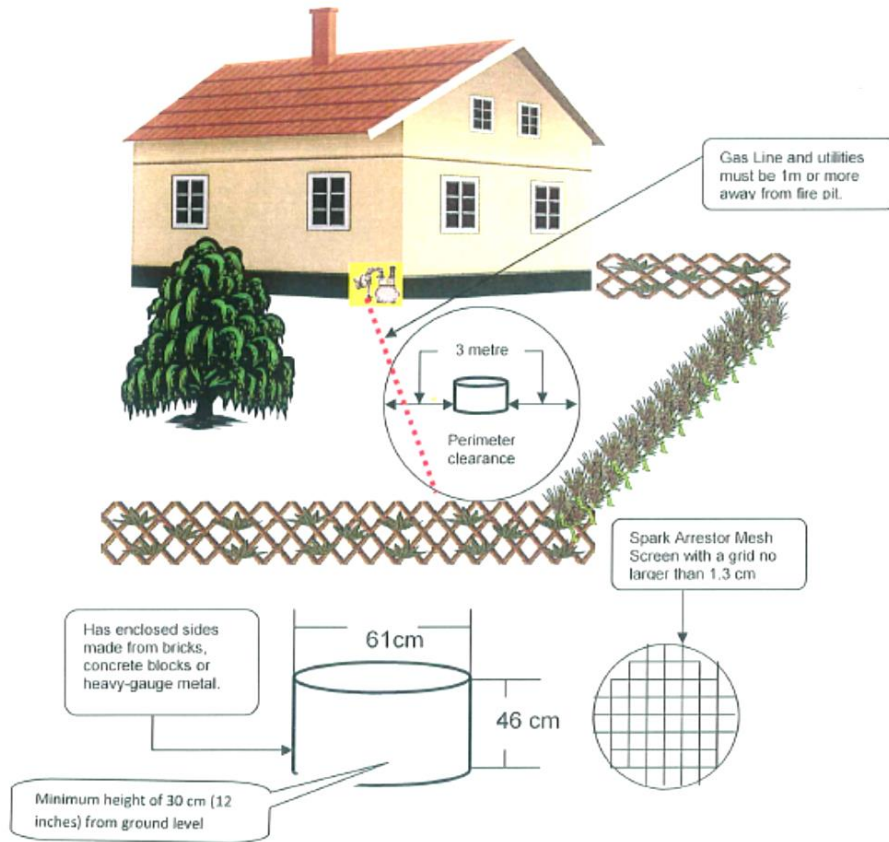 Gas Line and utilities
must be 1m or more
away from fire pit.
3 metre
Perimeter
clearance
Spark Arrestor Mesh
Screen with a grid no
larger than 1.3 cm
Has enclosed sides
made from bricks,
concrete blocks or
heavy-gauge metal.
61cm
46 cm
Minimum height of 30 cm (12
inches) from ground level